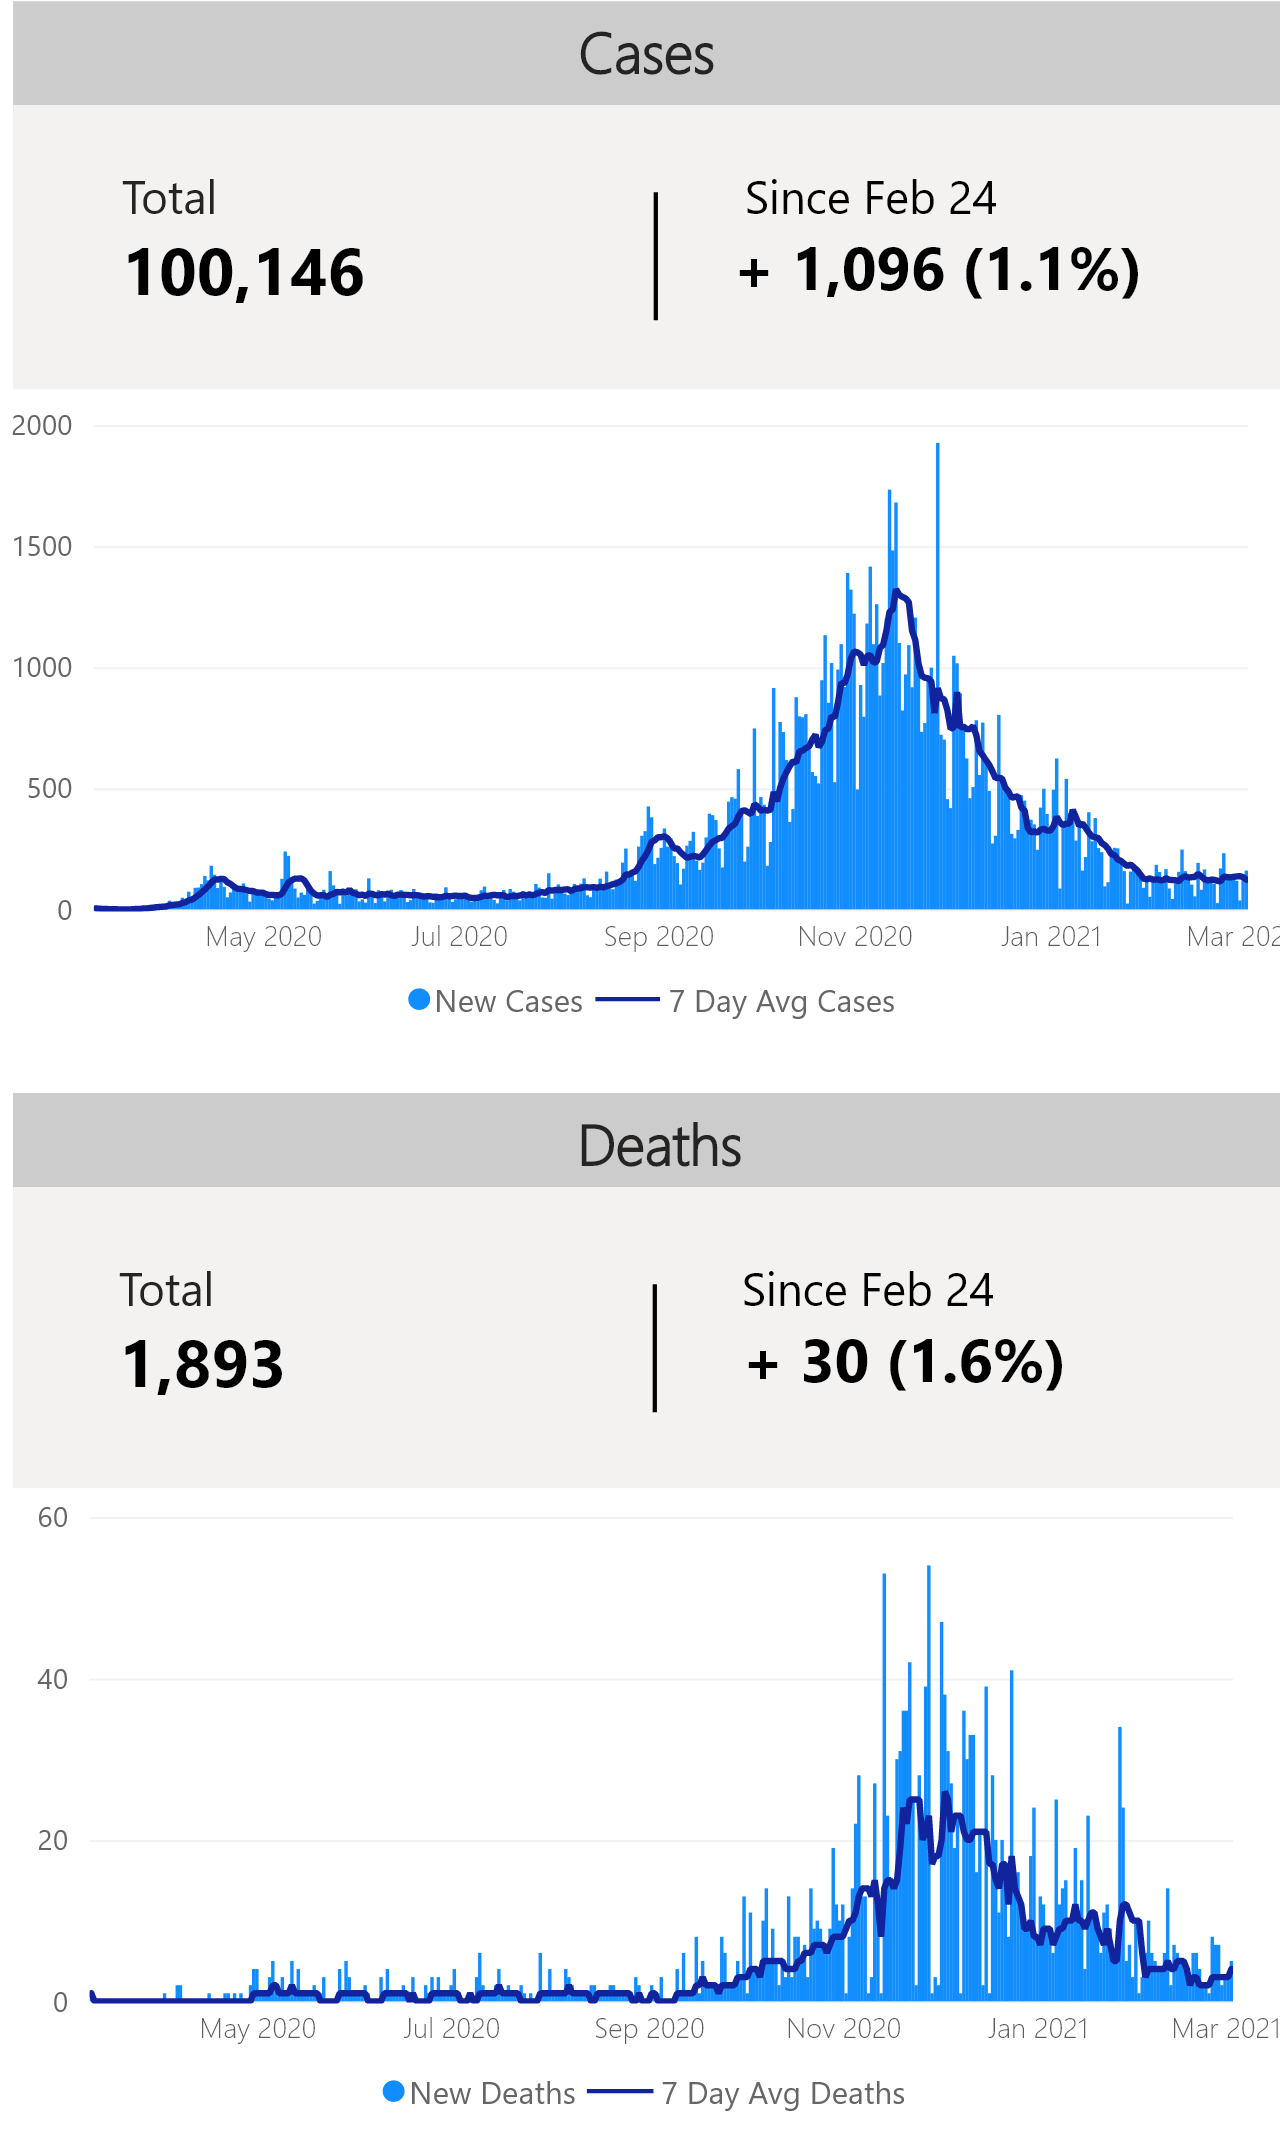 Cases
Total
Since Feb 24
100,146
+ 1,096 (1.1%)
2000
1500
1000
500
0
May 2020
Jul 2020
Sep 2020
Nov 2020
Jan 2021
Mar 202
New Cases
7 Day Avg Cases
Deaths
Total
Since Feb 24
1,893
+ 30 (1.6%)
60
40
20
0
May 2020
Jul 2020
Sep 2020
Nov 2020
Jan 2021
Mar 2021
New Deaths
7 Day Avg Deaths